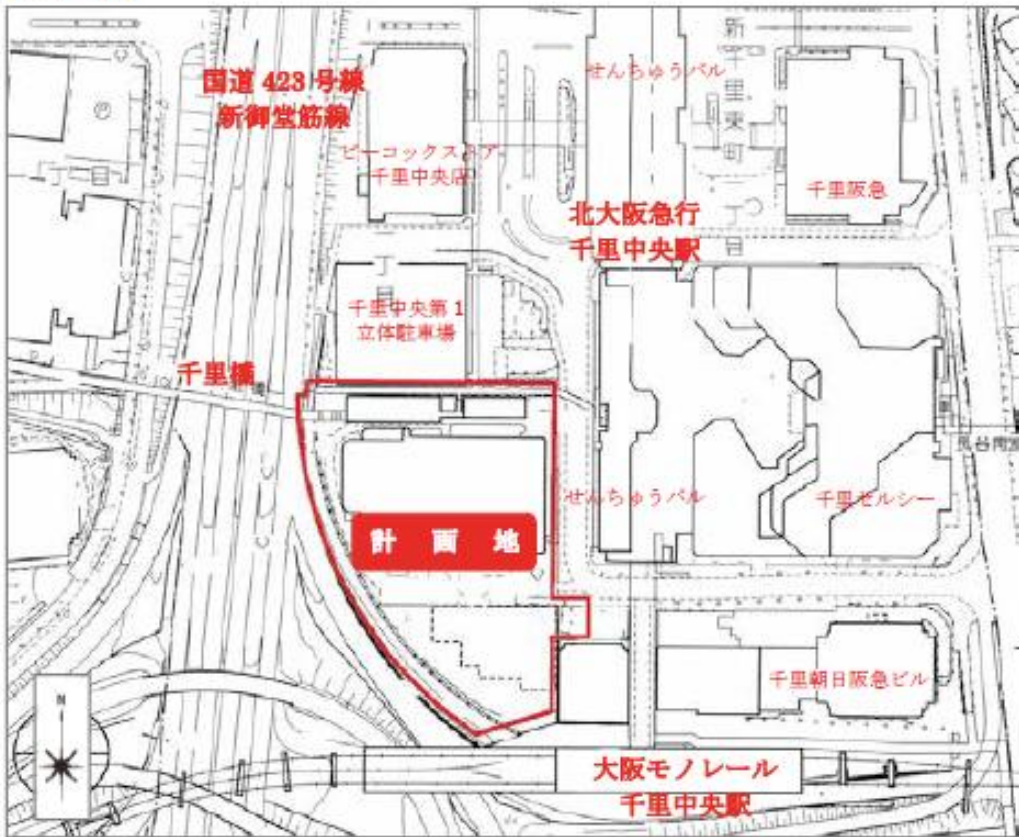 国道 423 号線
新御堂筋線
ピーコックストア
千里中央店
せんちゅうパル
新千里東町
一丁目
千里阪急
北大阪急行
千里中央駅
千里中央第 1
立体駐車場
千里橋
計 画 地
せんちゅうパル
千里セルシー
千里朝日阪急ビル
N
大阪モノレール
千里中央駅